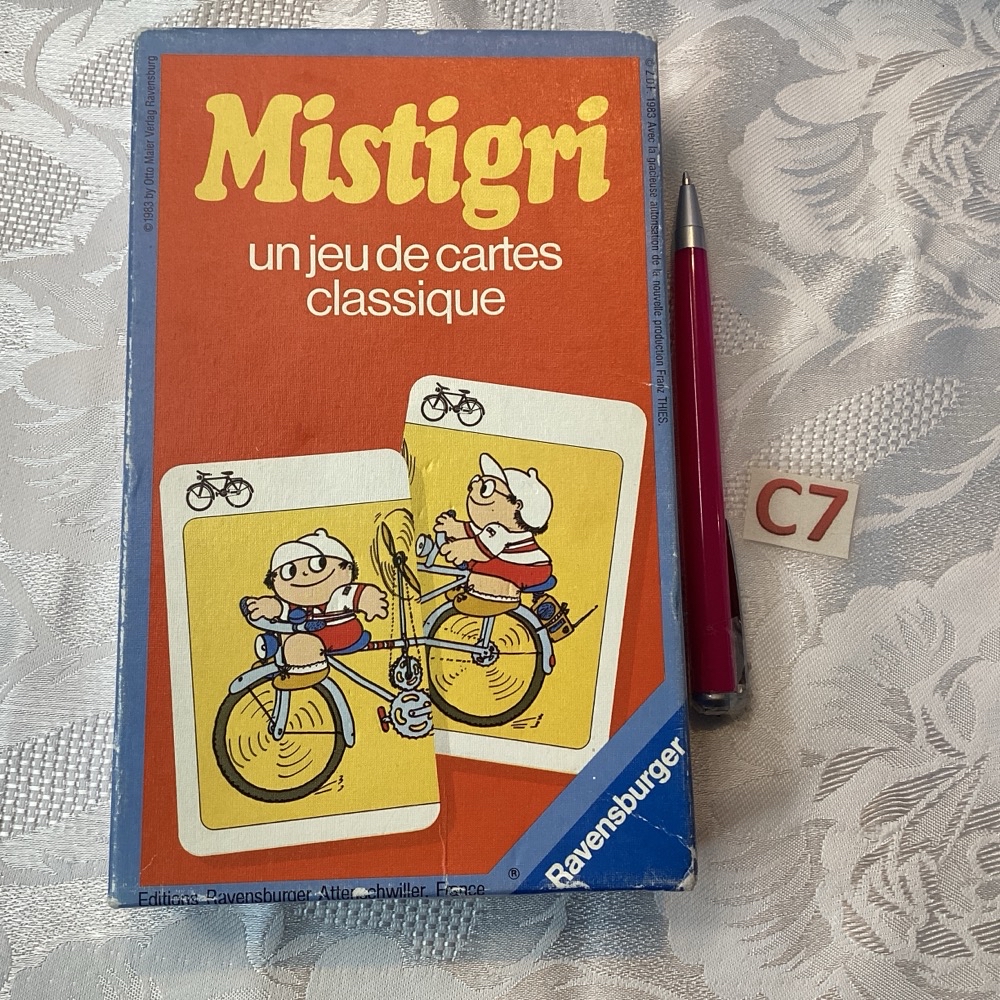 Mistigri
un jeu de cartes
classique
© 1983 by Otto Maier Verlag Ravensburg
© Z.D.F. 1983 Avec la gracieuse autorisation de la nouvelle production Franz THIES.
C7
Ravensburger
®
Editions Ravensburger Attenschwiller, France